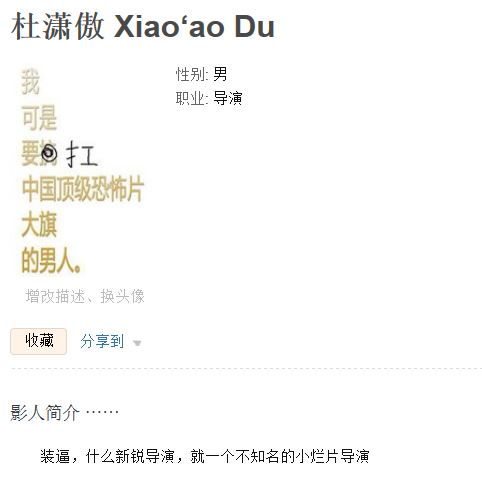 杜潇傲 Xiao‘ao Du
我
可是
要搞
扛
中国顶级恐怖片
大旗
的男人。
性别: 男
职业: 导演
增改描述、换头像
收藏
分享到
影人简介 ······
装逼，什么新锐导演，就一个不知名的小烂片导演